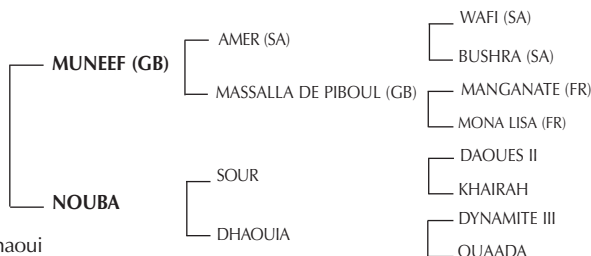 WAFI (SA)
AMER (SA)
BUSHRA (SA)
MUNEEF (GB)
MANGANATE (FR)
MASSALLA DE PIBOUL (GB)
MONA LISA (FR)
DAOUES II
SOUR
KHAIRAH
NOUBA
DYNAMITE III
DHAOUIA
OUAADA
haoui